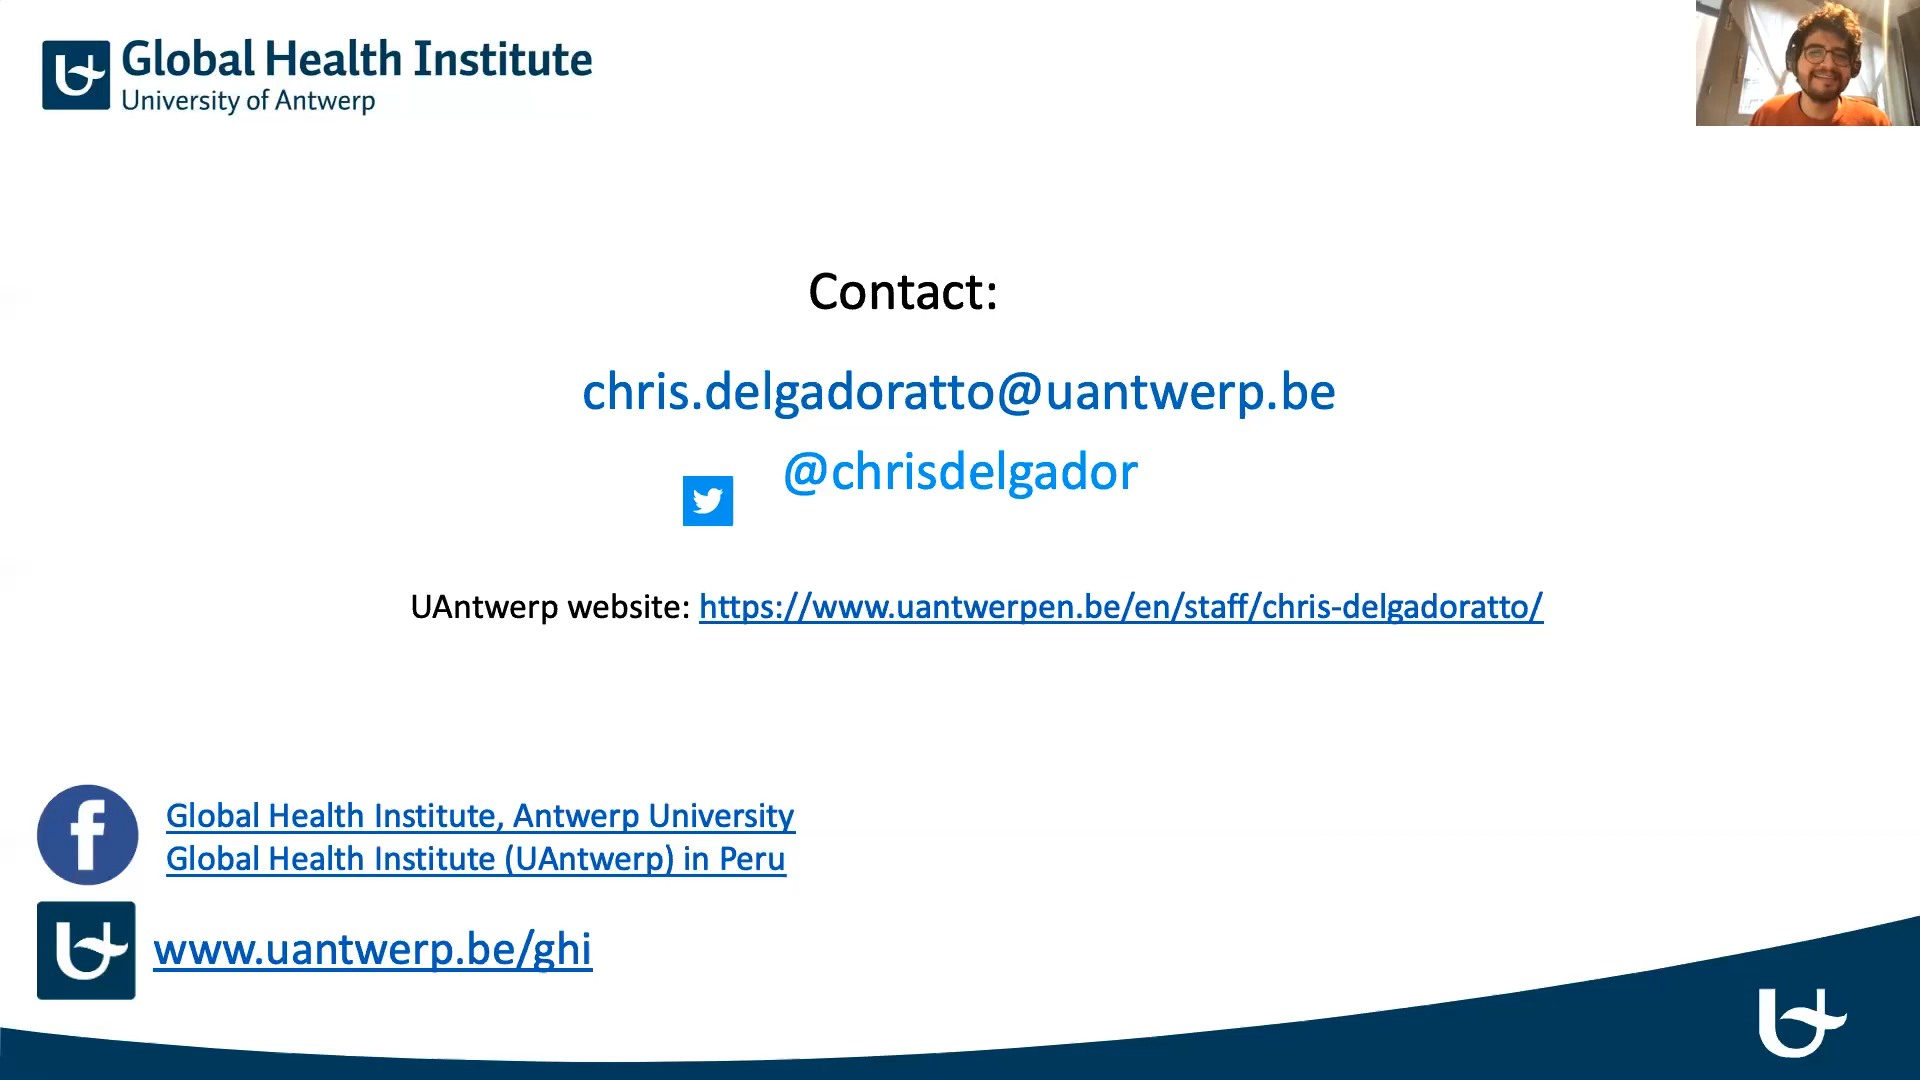 Global Health Institute
University of Antwerp
Contact:
chris.delgadoratto@uantwerp.be
@chrisdelgador
UAntwerp website: https://www.uantwerpen.be/en/staff/chris-delgadoratto/
Global Health Institute, Antwerp University
Global Health Institute (UAntwerp) in Peru
www.uantwerp.be/ghi